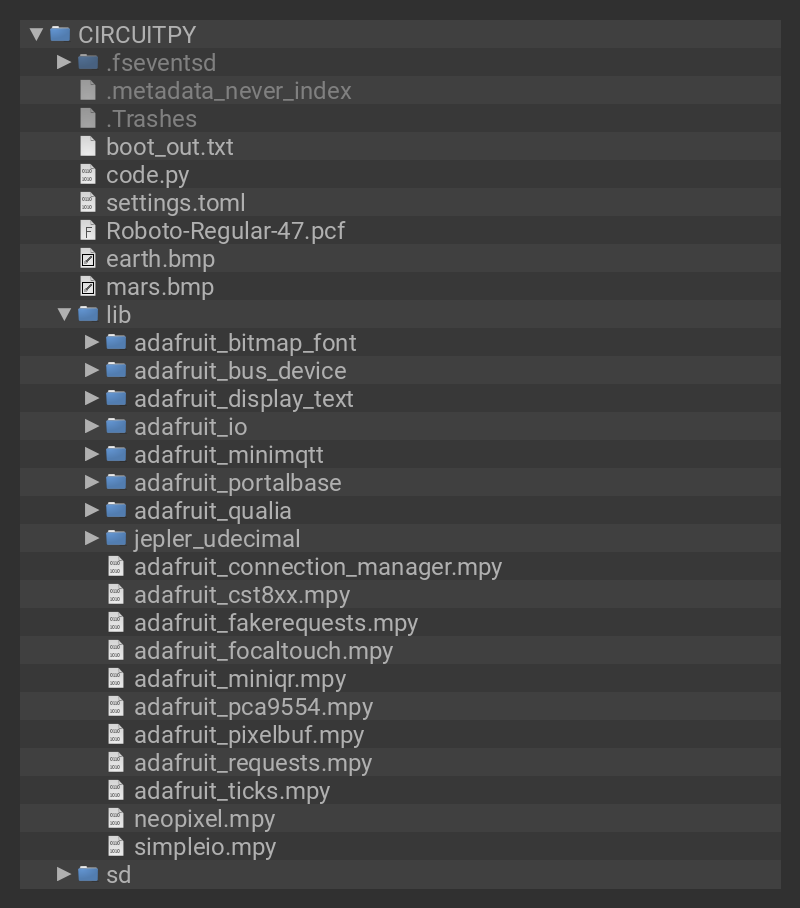 CIRCUITPY
.fseventsd
.metadata_never_index
.Trashes
boot_out.txt
code.py
settings.toml
Roboto-Regular-47.pcf
earth.bmp
mars.bmp
lib
adafruit_bitmap_font
adafruit_bus_device
adafruit_display_text
adafruit_io
adafruit_minimqtt
adafruit_portalbase
adafruit_qualia
jepler_udecimal
adafruit_connection_manager.mpy
adafruit_cst8xx.mpy
adafruit_fakerequests.mpy
adafruit_focaltouch.mpy
adafruit_miniqr.mpy
adafruit_pca9554.mpy
adafruit_pixelbuf.mpy
adafruit_requests.mpy
adafruit_ticks.mpy
neopixel.mpy
simpleio.mpy
sd